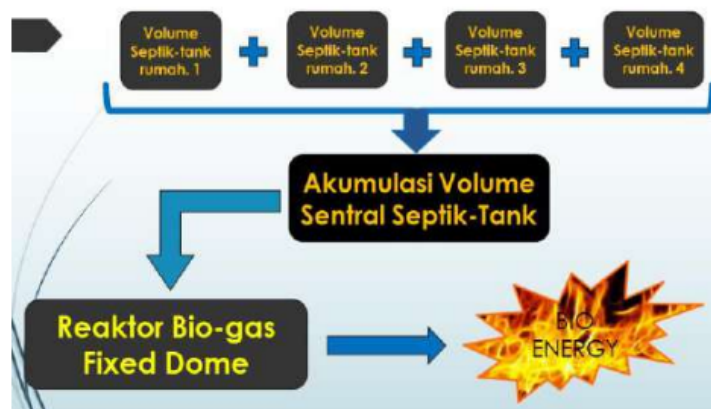 Volume
Septik-tank
rumah. 1
Volume
Septik-tank
rumah. 2
Volume
Septik-tank
rumah. 3
Volume
Septik-tank
rumah. 4
Akumulasi Volume
Sentral Septik-Tank
Reaktor Bio-gas
Fixed Dome
BIO
ENERGY